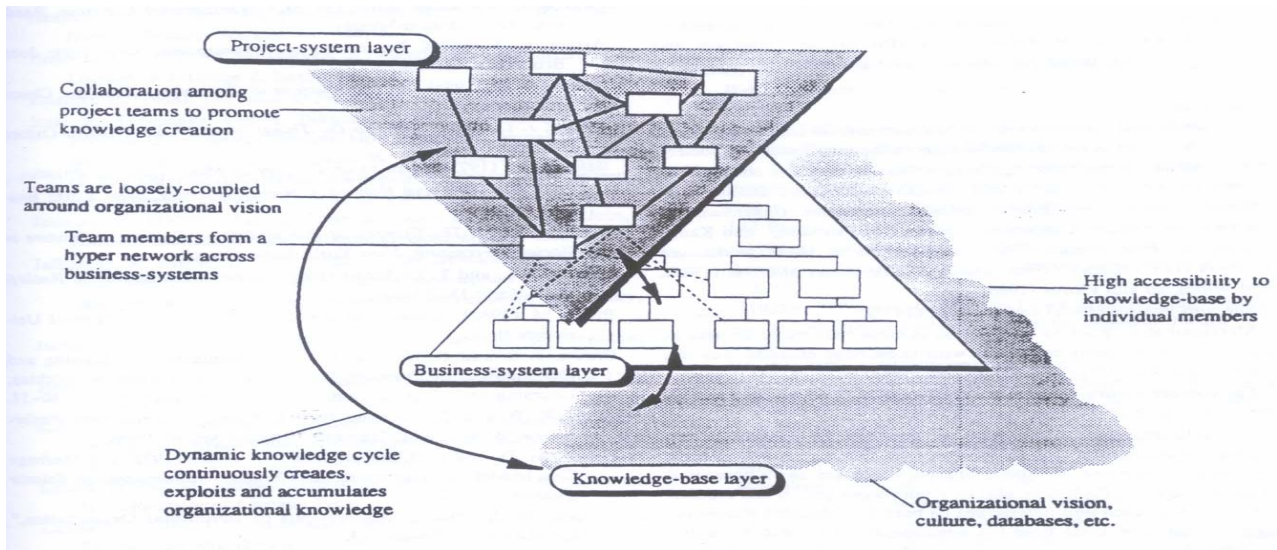 Project-system layer
Collaboration among
project teams to promote
knowledge creation
Teams are loosely-coupled
arround organizational vision
Team members form a
hyper network across
business-systems
High accessibility to
knowledge-base by
individual members
Business-system layer
Dynamic knowledge cycle
continuously creates,
exploits and accumulates
organizational knowledge
Knowledge-base layer
Organizational vision,
culture, databases, etc.